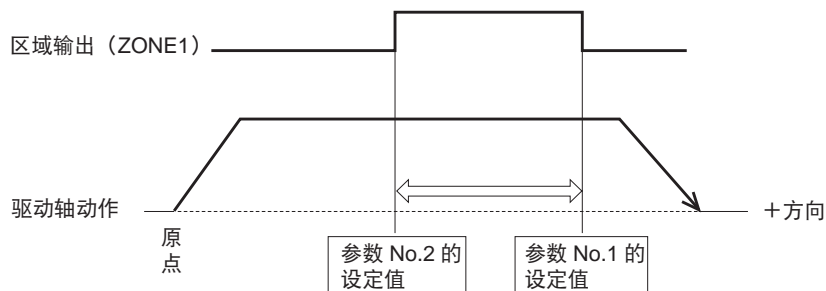 区域输出（ZONE1）
驱动轴动作
＋方向
原
点
参数 No.2 的
设定值
参数 No.1 的
设定值